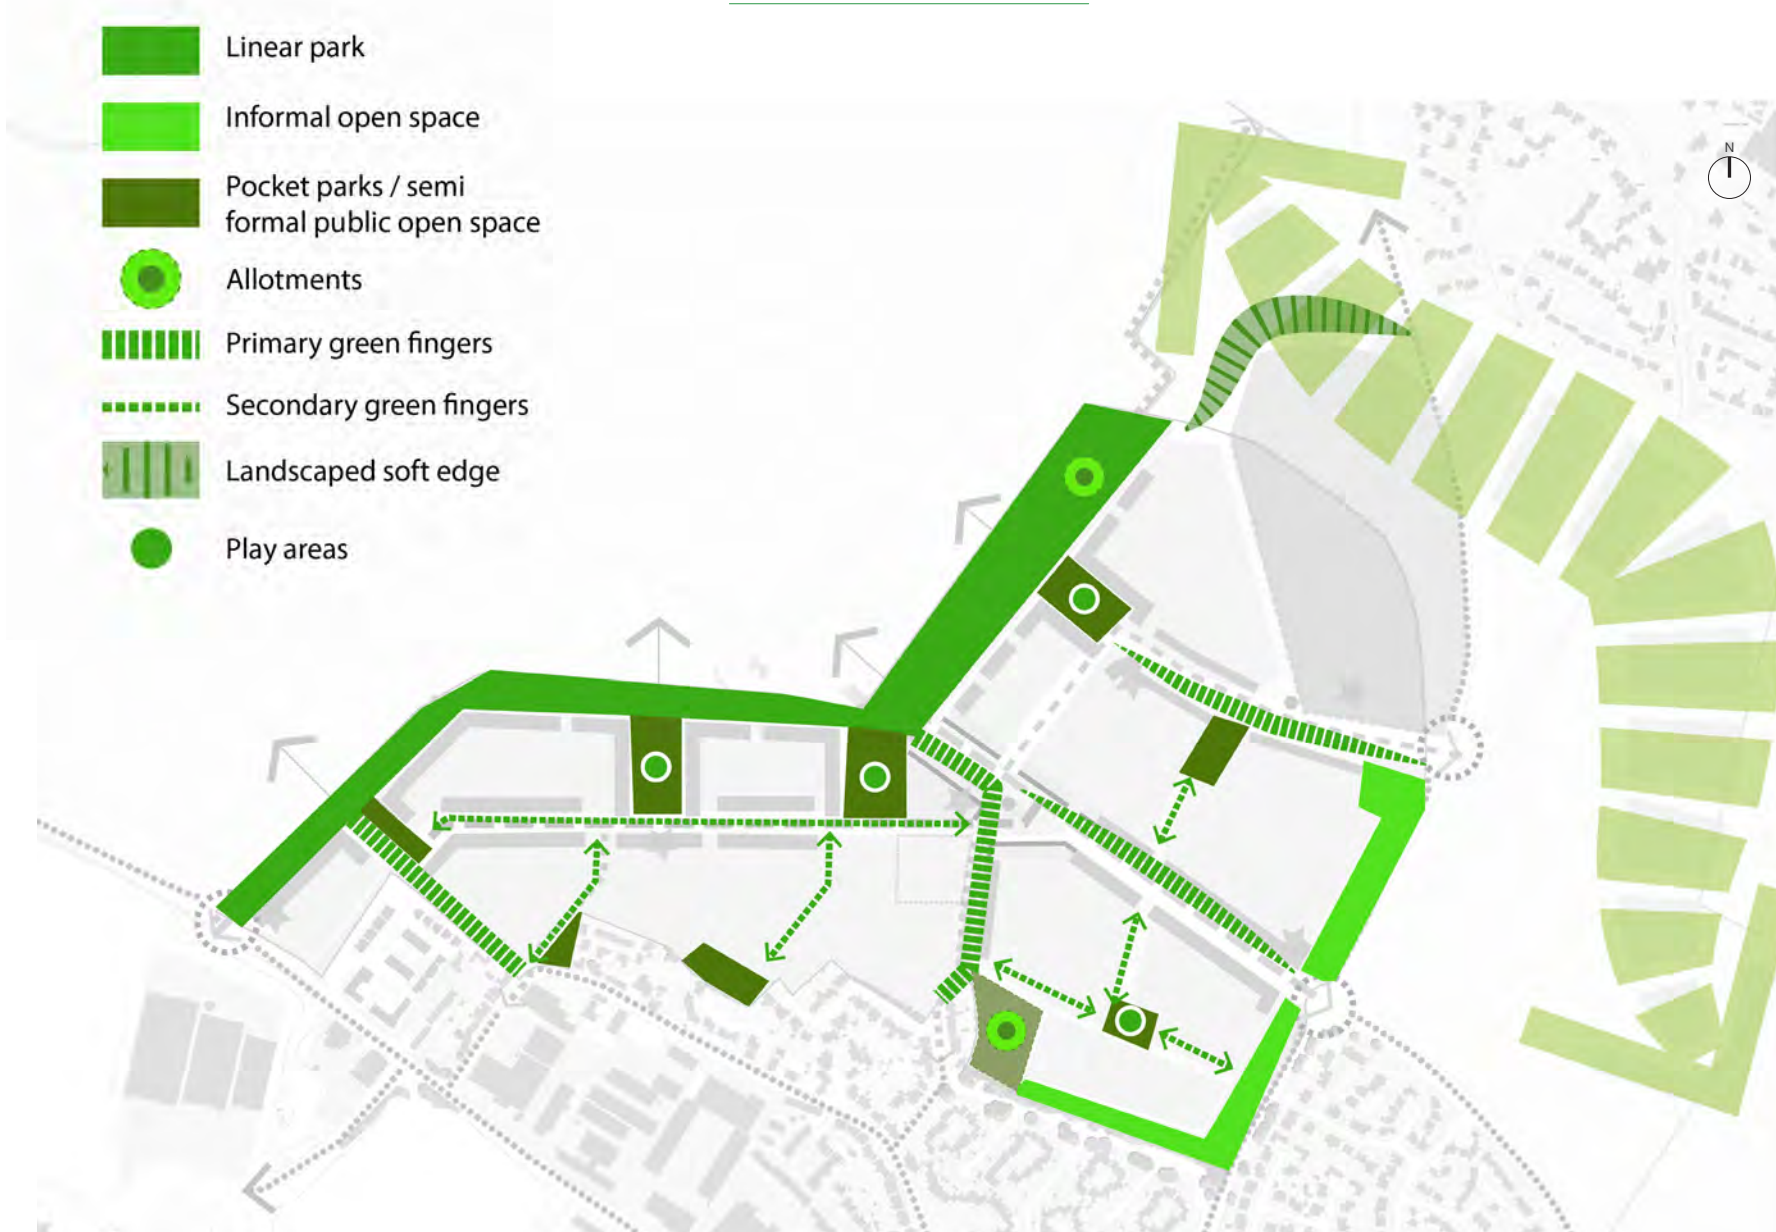 Linear park
Informal open space
Pocket parks / semi
formal public open space
Allotments
Primary green fingers
Secondary green fingers
Landscaped soft edge
Play areas
N